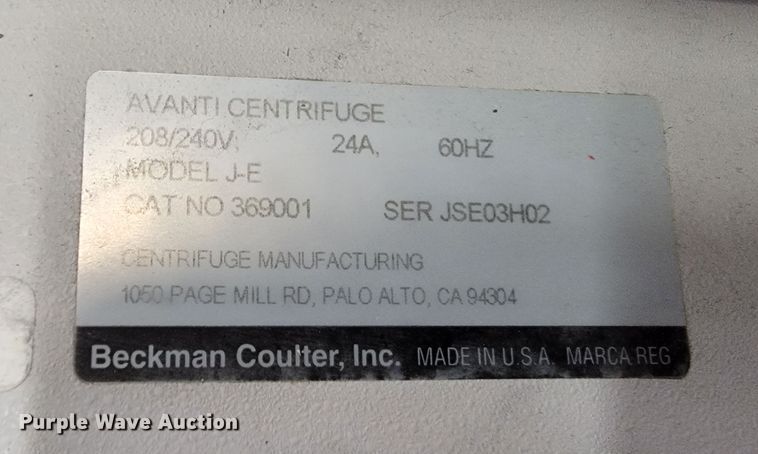 AVANTI CENTRIFUGE
208/240V, 24A, 60HZ
MODEL J-E
CAT NO 369001 SER JSE03H02
CENTRIFUGE MANUFACTURING
1050 PAGE MILL RD, PALO ALTO, CA 94304
Beckman Coulter, Inc. MADE IN U.S.A. MARCA REG
Purple Wave Auction